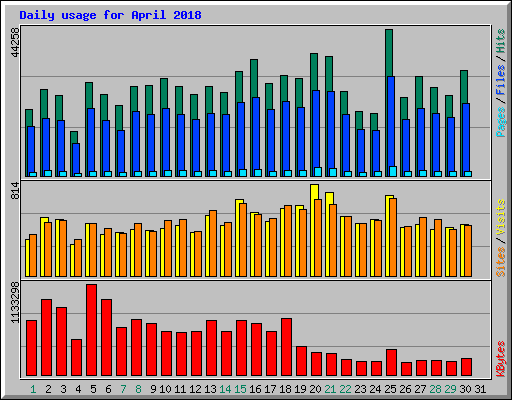 Daily usage for April 2018
44258
Pages / Files / Hits
814
Sites / Visits
1133298
KBytes
1 2 3 4 5 6 7 8 9 10 11 12 13 14 15 16 17 18 19 20 21 22 23 24 25 26 27 28 29 30 31